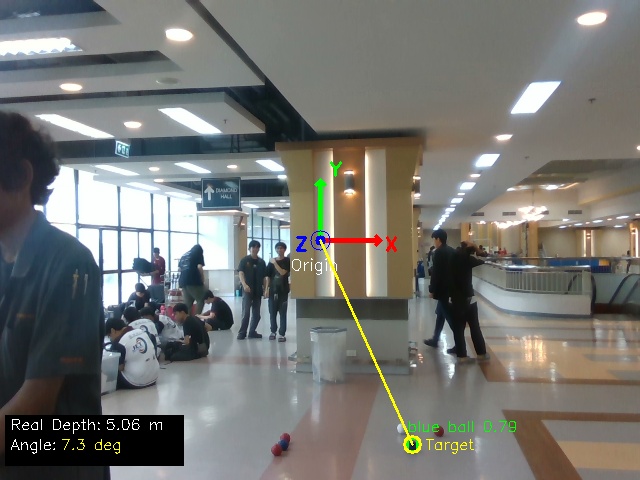 DIAMOND
HALL
Y
Z
X
Origin
blue ball 0.79
Target
Real Depth: 5.06 m
Angle: 7.3 deg